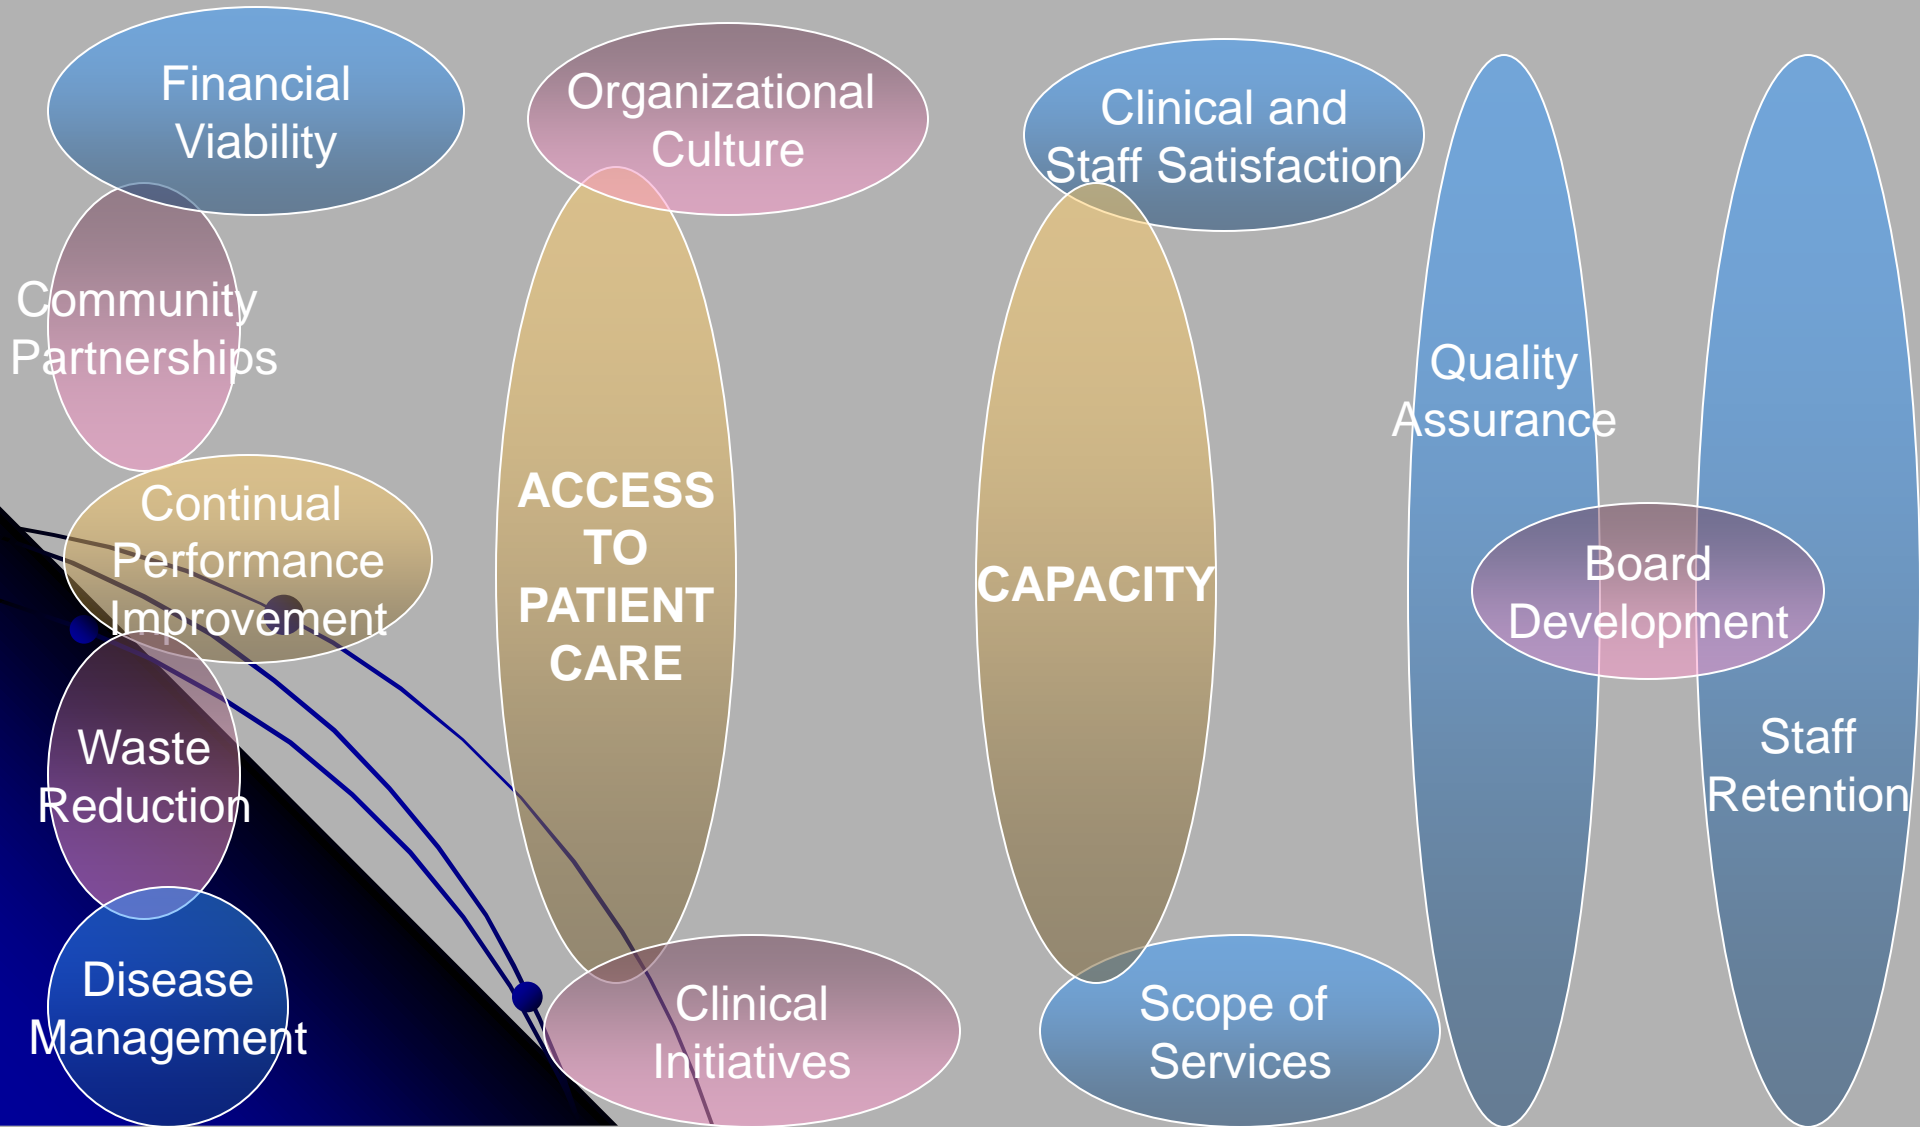 Financial
Viability
Organizational
Culture
Clinical and
Staff Satisfaction
Community
Partnerships
Quality
Assurance
Continual
Performance
Improvement
ACCESS
TO
PATIENT
CARE
CAPACITY
Board
Development
Waste
Reduction
Staff
Retention
Disease
Management
Clinical
Initiatives
Scope of
Services